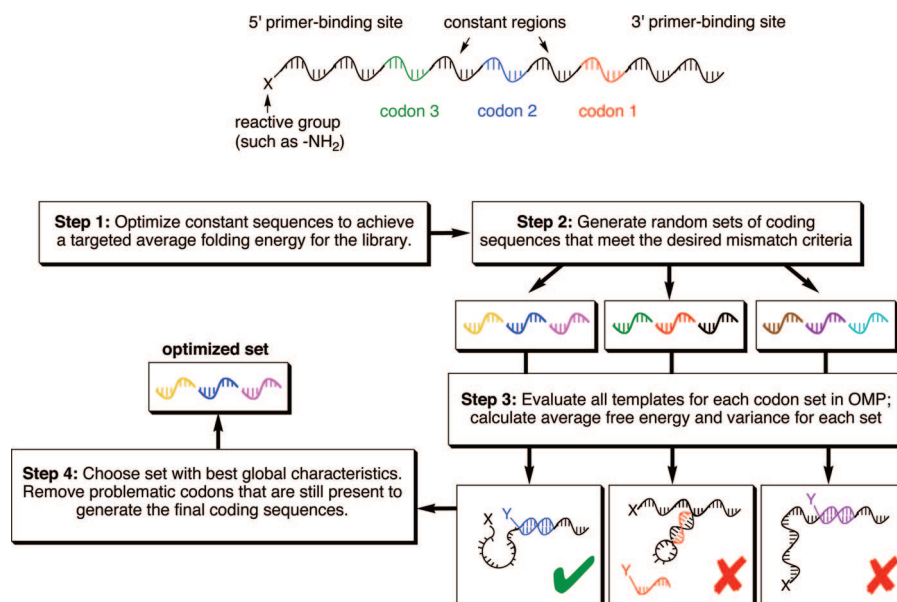 5' primer-binding site
constant regions
3' primer-binding site
X
codon 3
codon 2
codon 1
reactive group
(such as -NH2)
Step 1: Optimize constant sequences to achieve
a targeted average folding energy for the library.
Step 2: Generate random sets of coding
sequences that meet the desired mismatch criteria
optimized set
Step 3: Evaluate all templates for each codon set in OMP;
calculate average free energy and variance for each set
Step 4: Choose set with best global characteristics.
Remove problematic codons that are still present to
generate the final coding sequences.
X
Y
X
Y
Y
X